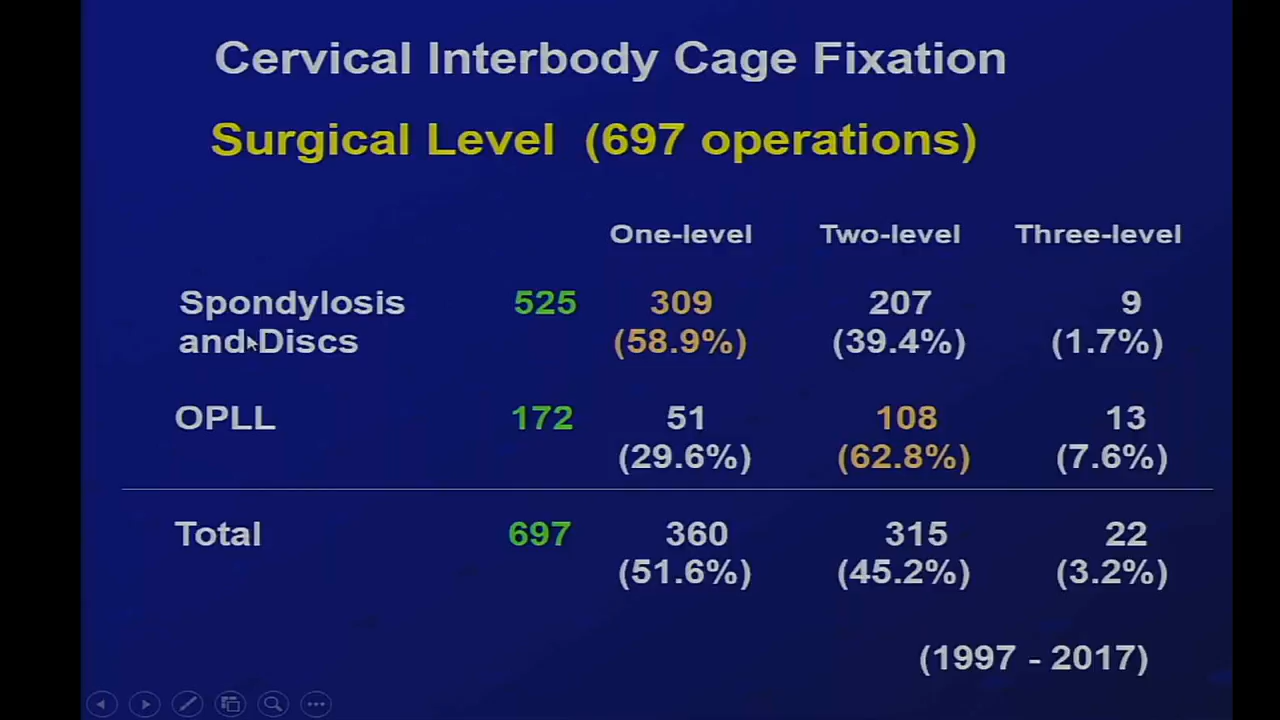 Cervical Interbody Cage Fixation
Surgical Level (697 operations)
One-level Two-level Three-level
Spondylosis 525 309 207 9
and Discs (58.9%) (39.4%) (1.7%)
OPLL 172 51 108 13
(29.6%) (62.8%) (7.6%)
Total 697 360 315 22
(51.6%) (45.2%) (3.2%)
(1997 - 2017)